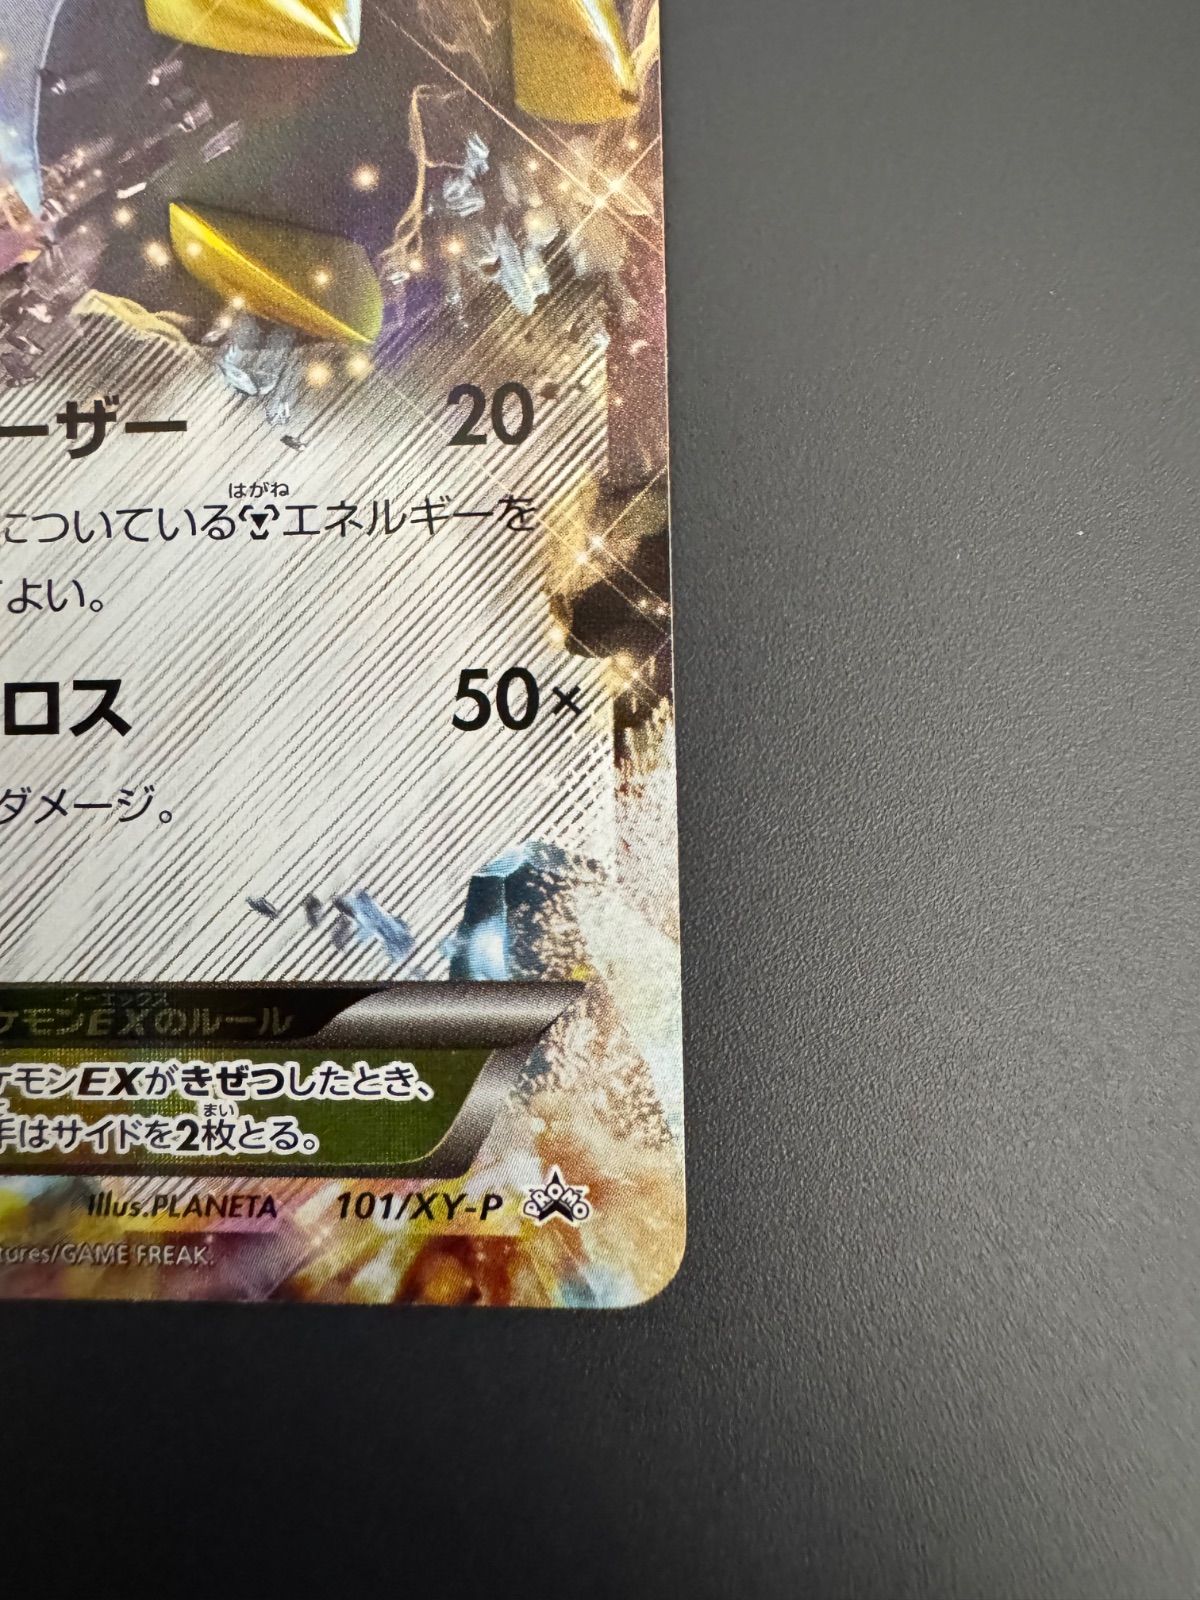 ーザー 20
はがね
についているエネルギーを
てよい。
ロス 50×
ダメージ。
イーエックス
ケモンEXのルール
ケモンEXがきぜつしたとき、
まい
手はサイドを2枚とる。
Illus.PLANETA 101/XY-P PROMO
tures/GAME FREAK.